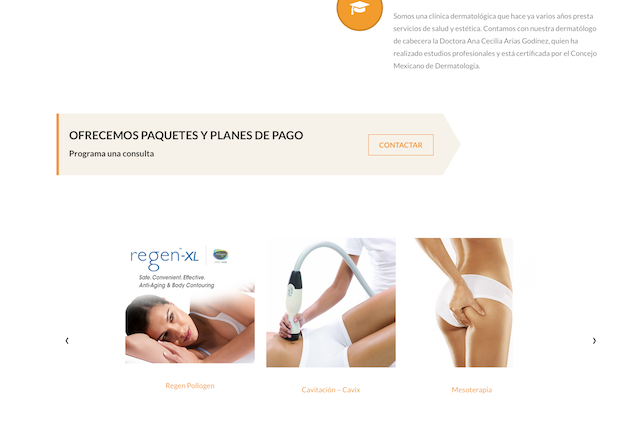 Somos una clínica dermatológica que hace ya varios años presta
servicios de salud y estética. Contamos con nuestra dermatólogo
de cabecera la Doctora Ana Cecilia Arias Godínez, quien ha
realizado estudios profesionales y está certificada por el Concejo
Mexicano de Dermatología.
OFRECEMOS PAQUETES Y PLANES DE PAGO
Programa una consulta
CONTACTAR
regen-XL
Safe. Convenient. Effective.
Anti-Aging & Body Contouring
Regen Pollogen
Cavitación – Cavix
Mesoterapia